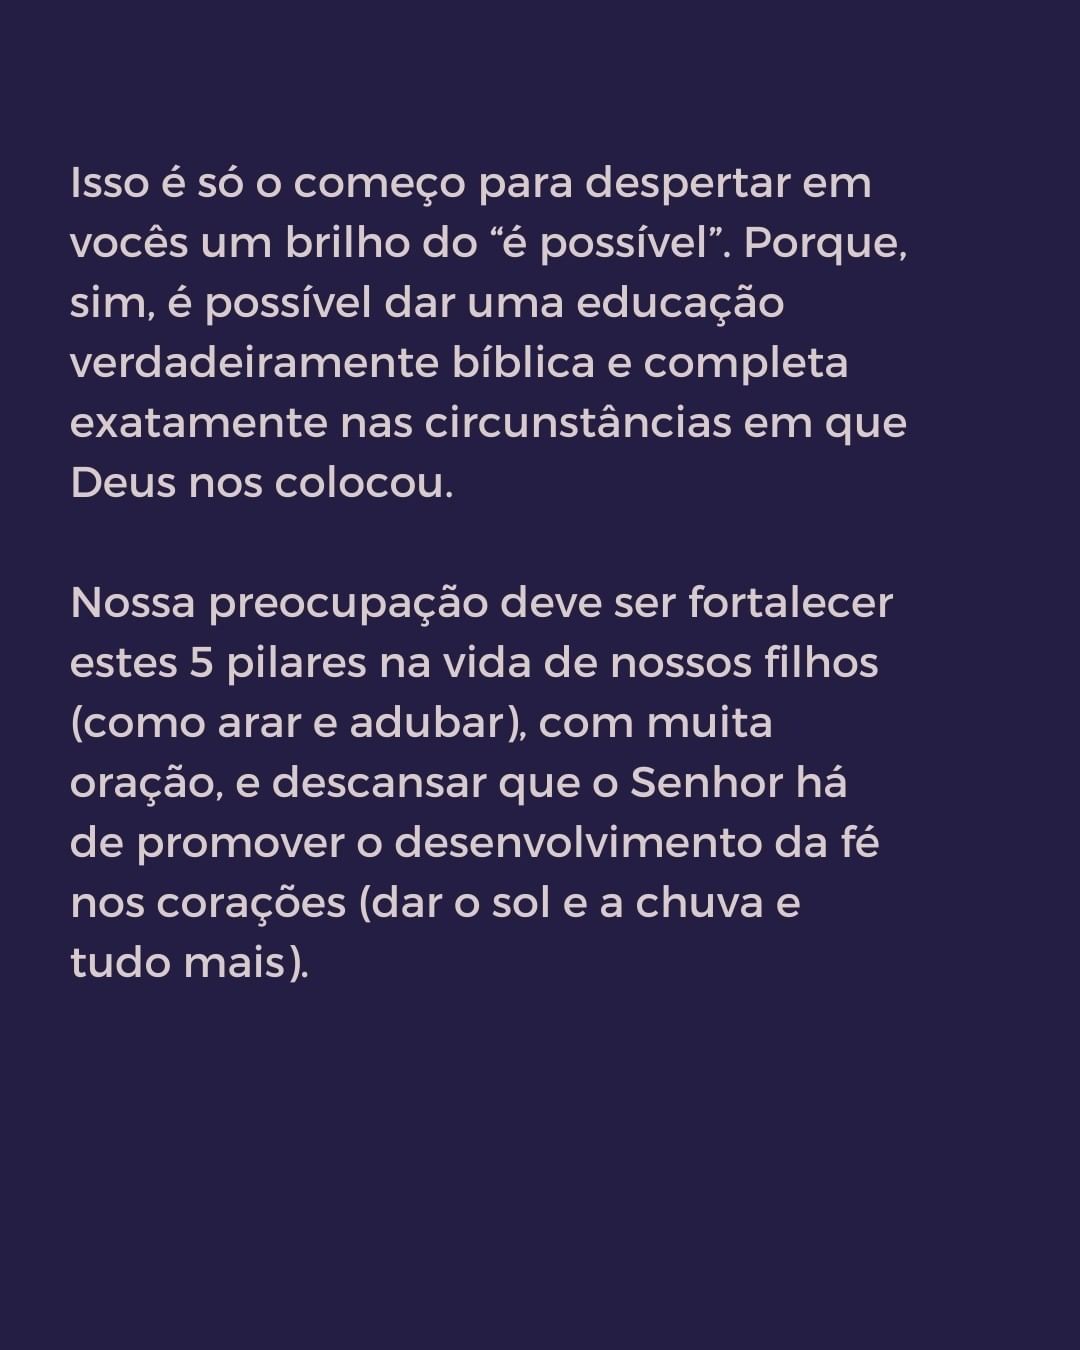 Isso é só o começo para despertar em
vocês um brilho do “é possível”. Porque,
sim, é possível dar uma educação
verdadeiramente bíblica e completa
exatamente nas circunstâncias em que
Deus nos colocou.
Nossa preocupação deve ser fortalecer
estes 5 pilares na vida de nossos filhos
(como arar e adubar), com muita
oração, e descansar que o Senhor há
de promover o desenvolvimento da fé
nos corações (dar o sol e a chuva e
tudo mais).